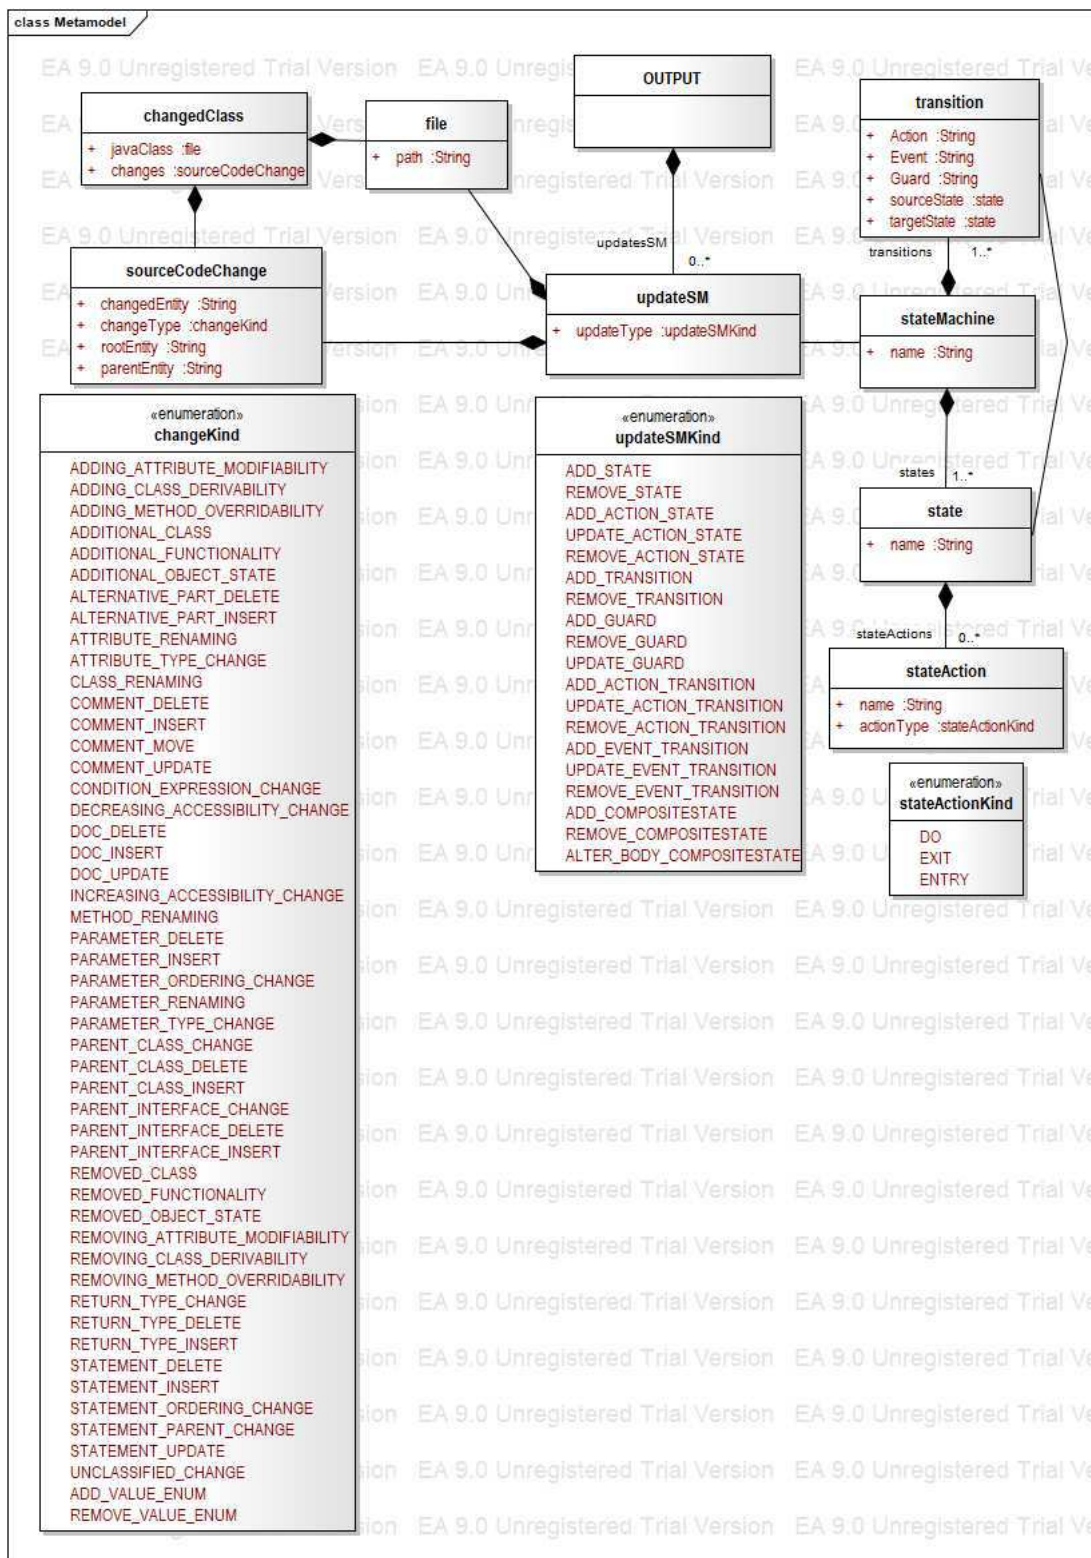 class Metamodel
EA 9.0 Unregistered Trial Version
changedClass
+ javaClass :file
+ changes :sourceCodeChange
file
+ path :String
OUTPUT
transition
+ Action :String
+ Event :String
+ Guard :String
+ sourceState :state
+ targetState :state
updatesSM
0..*
transitions
1..*
sourceCodeChange
+ changedEntity :String
+ changeType :changeKind
+ rootEntity :String
+ parentEntity :String
updateSM
+ updateType :updateSMKind
stateMachine
+ name :String
states
1..*
state
+ name :String
stateActions
0..*
stateAction
+ name :String
+ actionType :stateActionKind
«enumeration»
stateActionKind
DO
EXIT
ENTRY
«enumeration»
changeKind
ADDING_ATTRIBUTE_MODIFIABILITY
ADDING_CLASS_DERIVABILITY
ADDING_METHOD_OVERRIDABILITY
ADDITIONAL_CLASS
ADDITIONAL_FUNCTIONALITY
ADDITIONAL_OBJECT_STATE
ALTERNATIVE_PART_DELETE
ALTERNATIVE_PART_INSERT
ATTRIBUTE_RENAMING
ATTRIBUTE_TYPE_CHANGE
CLASS_RENAMING
COMMENT_DELETE
COMMENT_INSERT
COMMENT_MOVE
COMMENT_UPDATE
CONDITION_EXPRESSION_CHANGE
DECREASING_ACCESSIBILITY_CHANGE
DOC_DELETE
DOC_INSERT
DOC_UPDATE
INCREASING_ACCESSIBILITY_CHANGE
METHOD_RENAMING
PARAMETER_DELETE
PARAMETER_INSERT
PARAMETER_ORDERING_CHANGE
PARAMETER_RENAMING
PARAMETER_TYPE_CHANGE
PARENT_CLASS_CHANGE
PARENT_CLASS_DELETE
PARENT_CLASS_INSERT
PARENT_INTERFACE_CHANGE
PARENT_INTERFACE_DELETE
PARENT_INTERFACE_INSERT
REMOVED_CLASS
REMOVED_FUNCTIONALITY
REMOVED_OBJECT_STATE
REMOVING_ATTRIBUTE_MODIFIABILITY
REMOVING_CLASS_DERIVABILITY
REMOVING_METHOD_OVERRIDABILITY
RETURN_TYPE_CHANGE
RETURN_TYPE_DELETE
RETURN_TYPE_INSERT
STATEMENT_DELETE
STATEMENT_INSERT
STATEMENT_ORDERING_CHANGE
STATEMENT_PARENT_CHANGE
STATEMENT_UPDATE
UNCLASSIFIED_CHANGE
ADD_VALUE_ENUM
REMOVE_VALUE_ENUM
«enumeration»
updateSMKind
ADD_STATE
REMOVE_STATE
ADD_ACTION_STATE
UPDATE_ACTION_STATE
REMOVE_ACTION_STATE
ADD_TRANSITION
REMOVE_TRANSITION
ADD_GUARD
REMOVE_GUARD
UPDATE_GUARD
ADD_ACTION_TRANSITION
UPDATE_ACTION_TRANSITION
REMOVE_ACTION_TRANSITION
ADD_EVENT_TRANSITION
UPDATE_EVENT_TRANSITION
REMOVE_EVENT_TRANSITION
ADD_COMPOSITESTATE
REMOVE_COMPOSITESTATE
ALTER_BODY_COMPOSITESTATE